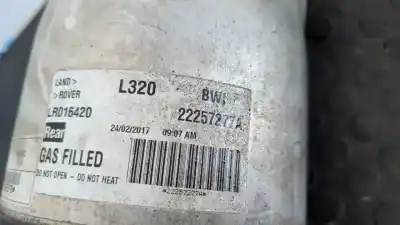 LAND>
>ROVER
L320
BWI
LR016420
22257277A
Rear
24/02/2017 09:07 AM
GAS FILLED
DO NOT OPEN - DO NOT HEAT
*22257277A*